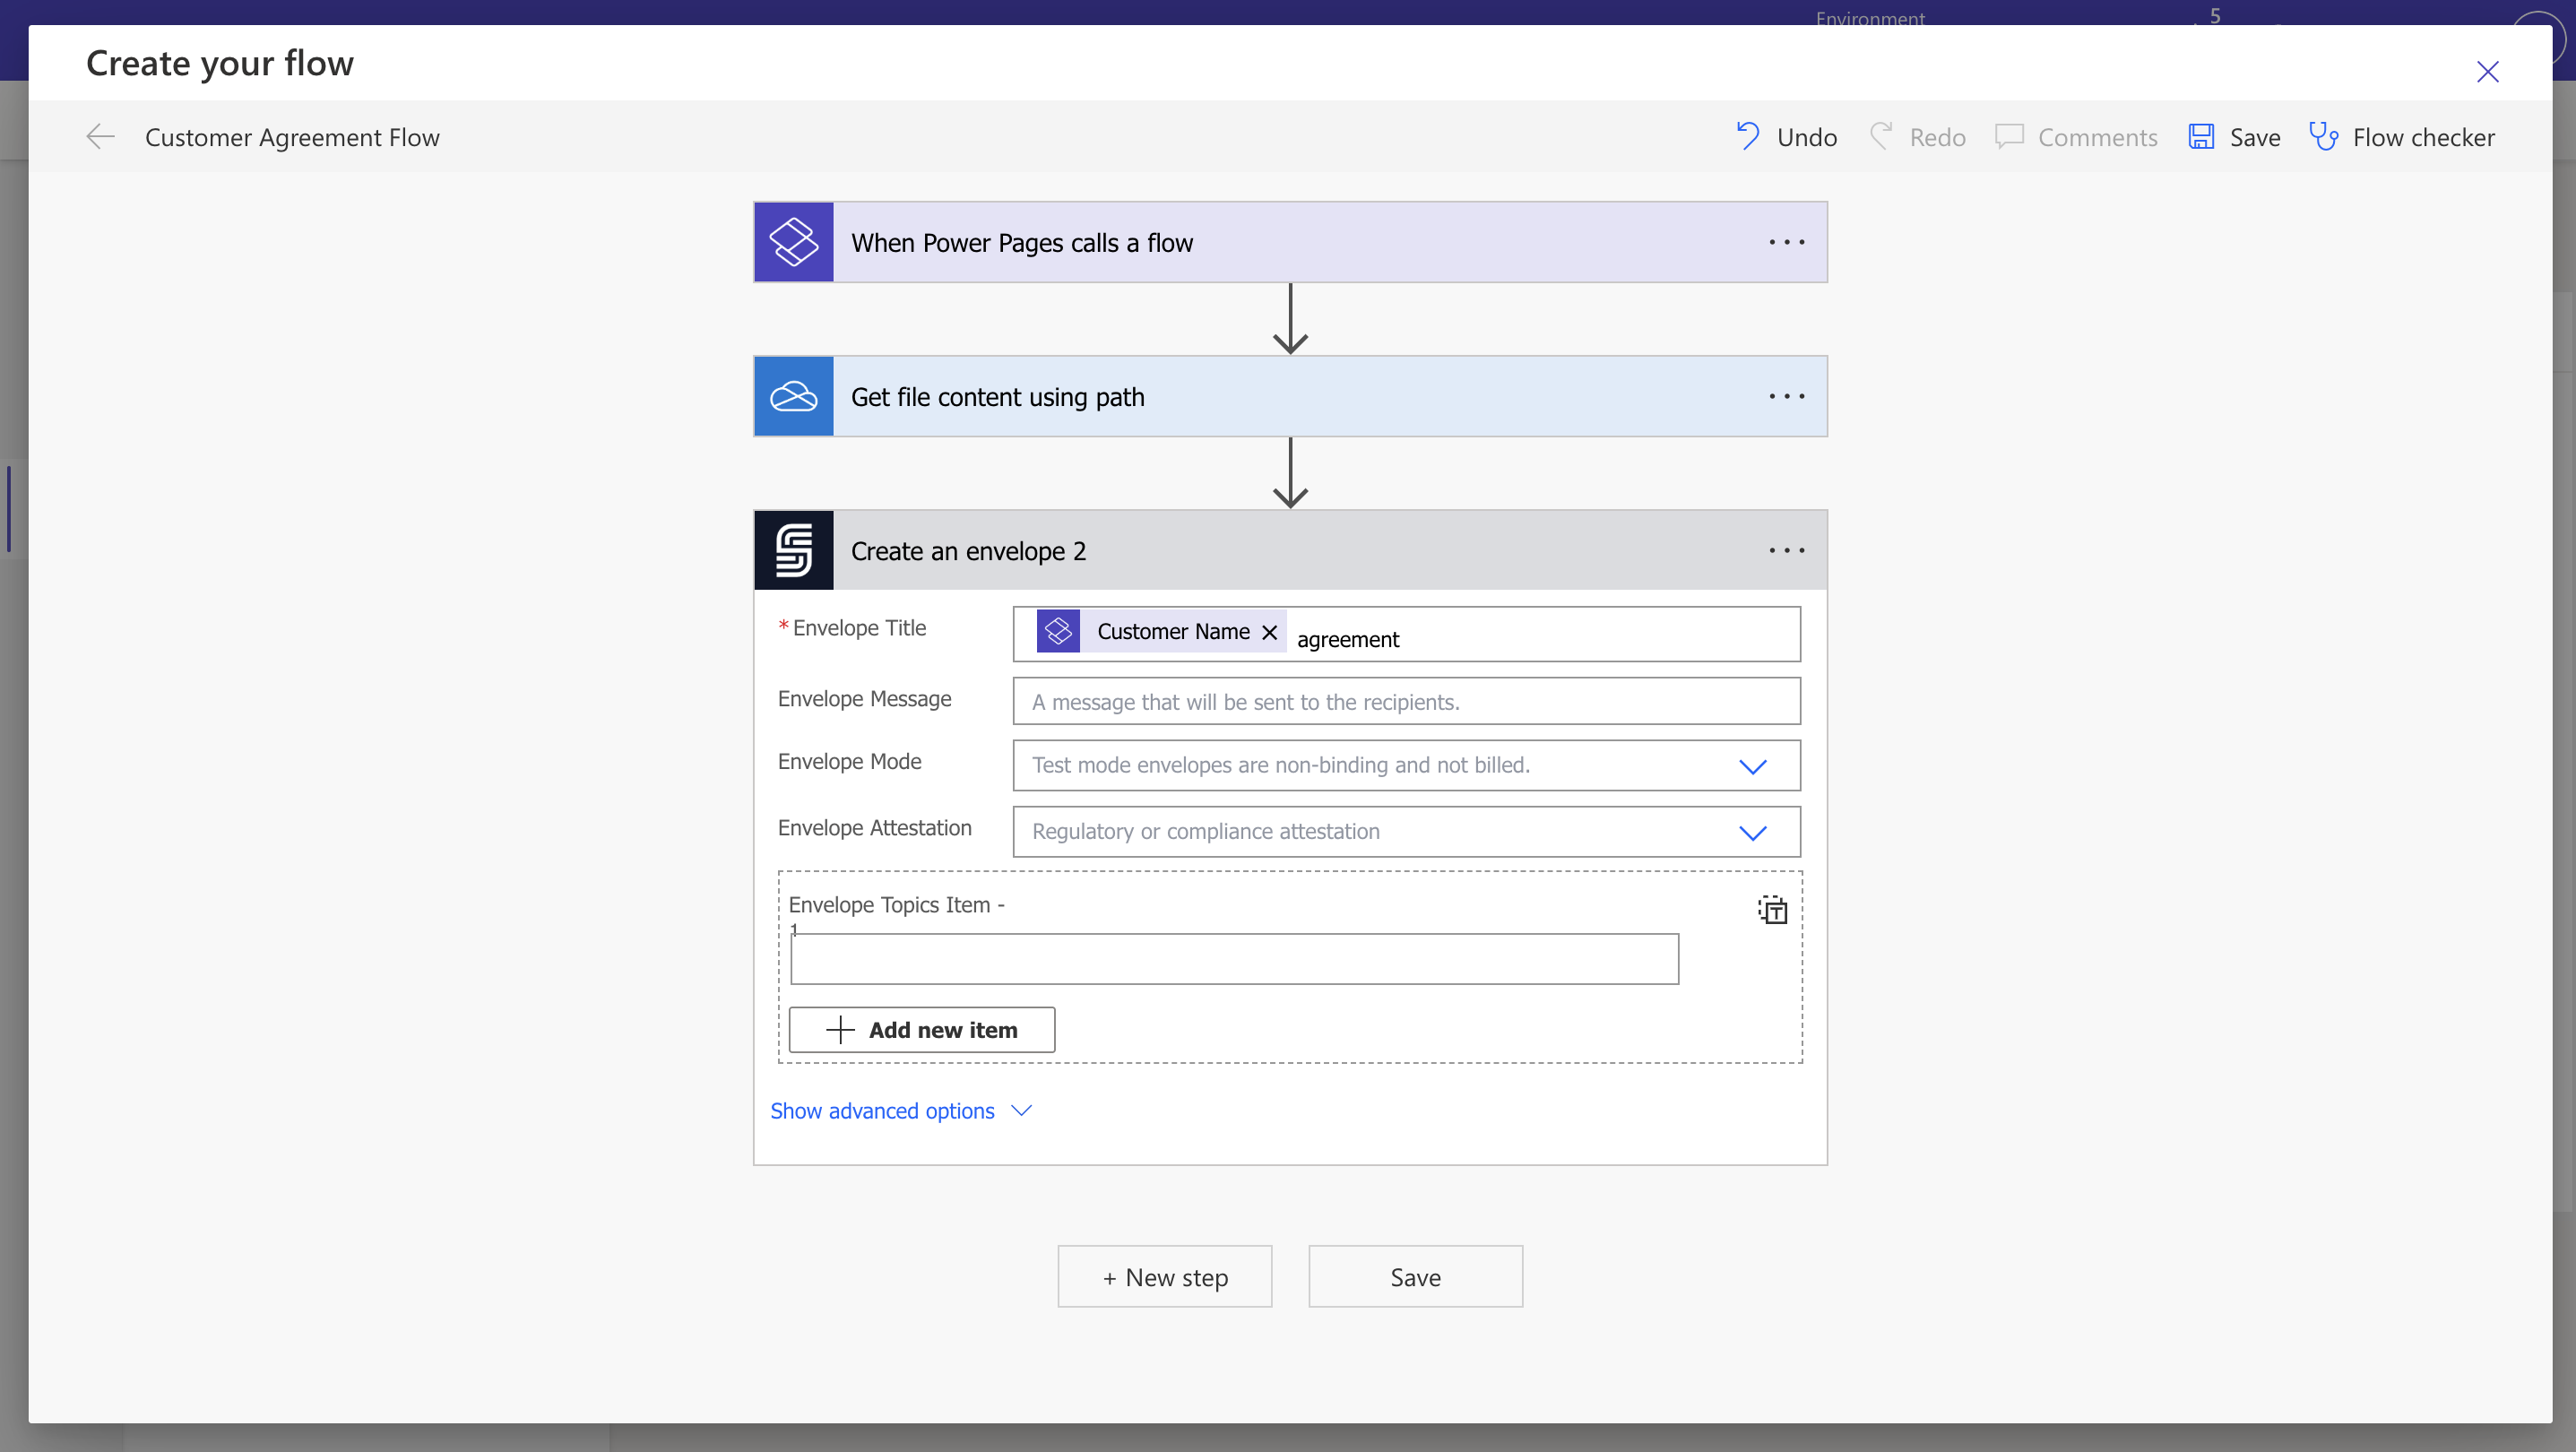 Environment
5
Create your flow
Customer Agreement Flow
Undo
Redo
Comments
Save
Flow checker
When Power Pages calls a flow
Get file content using path
Create an envelope 2
* Envelope Title
Customer Name
agreement
Envelope Message
A message that will be sent to the recipients.
Envelope Mode
Test mode envelopes are non-binding and not billed.
Envelope Attestation
Regulatory or compliance attestation
Envelope Topics Item -
1
Add new item
Show advanced options
+ New step
Save